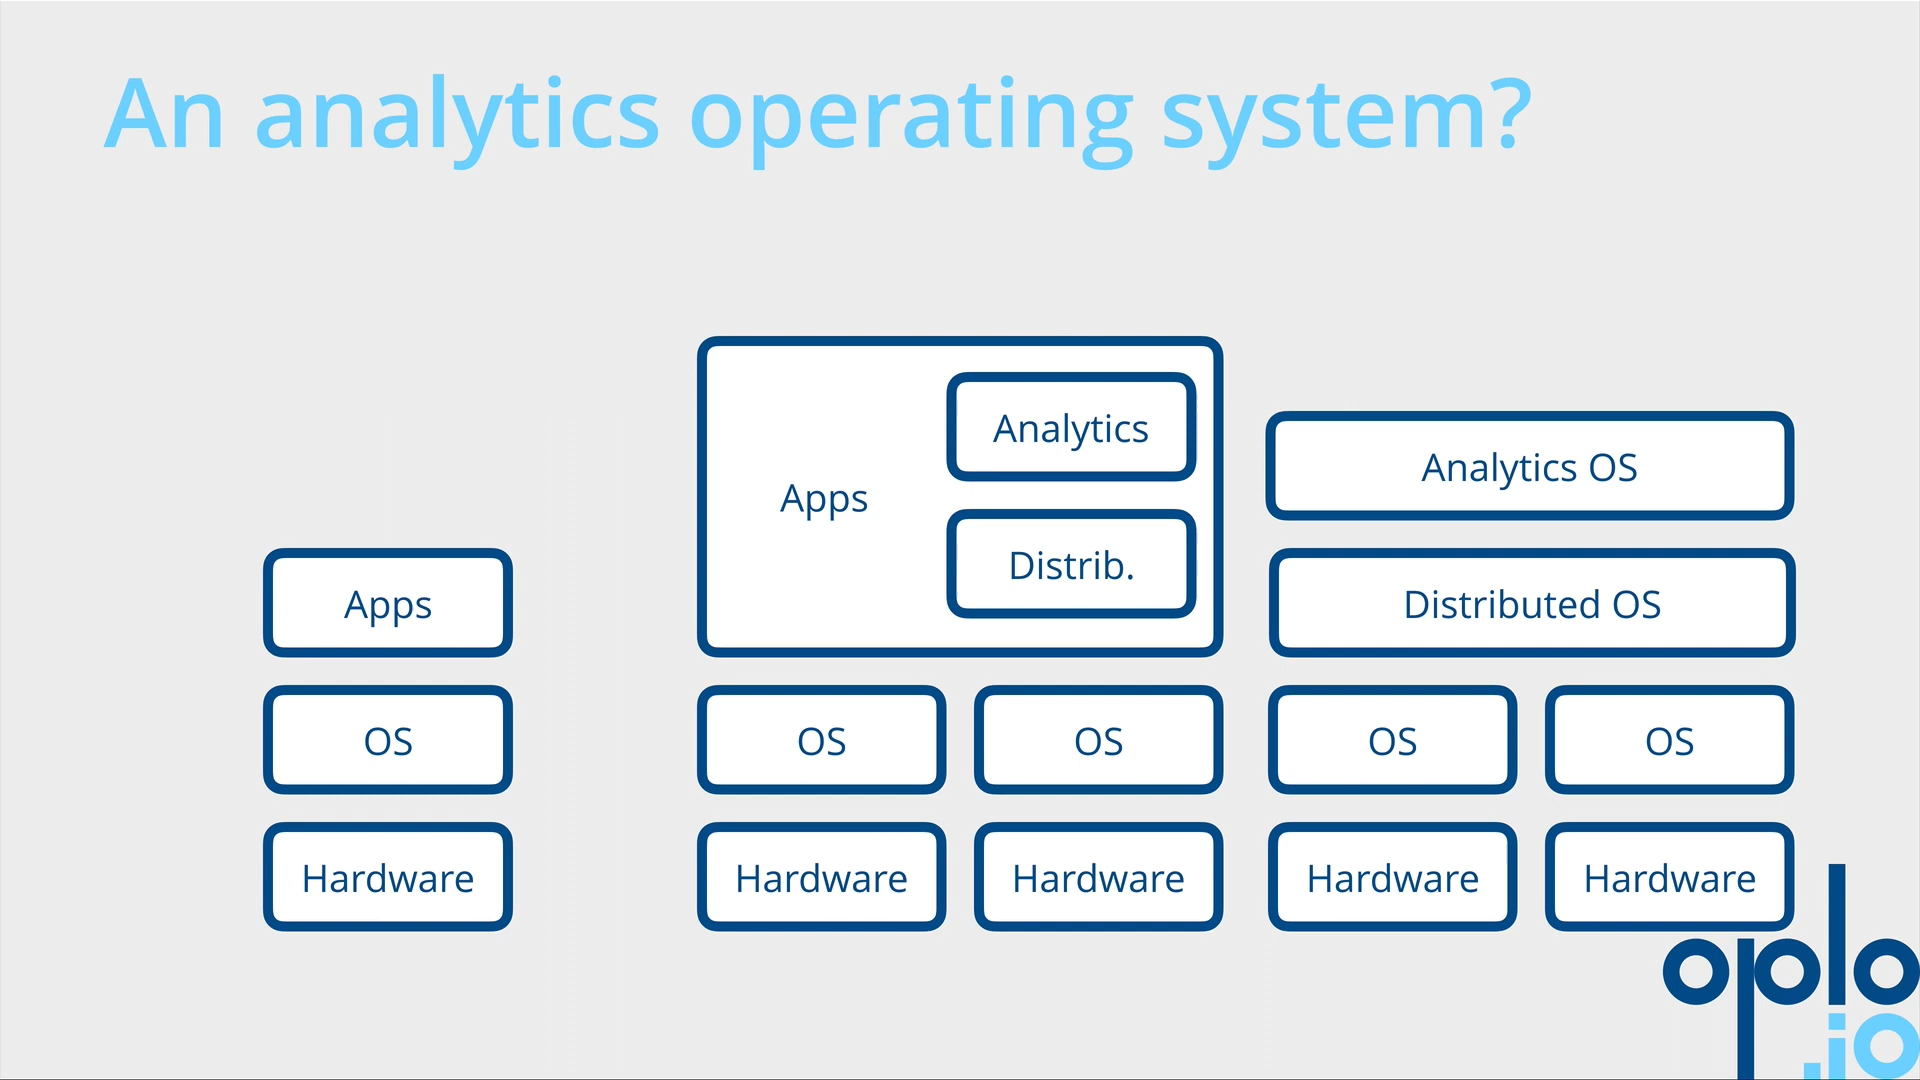 An analytics operating system?
Apps
OS
Hardware
Apps
Analytics
Distrib.
OS
OS
Hardware
Hardware
Analytics OS
Distributed OS
OS
OS
Hardware
Hardware
oplo
.io